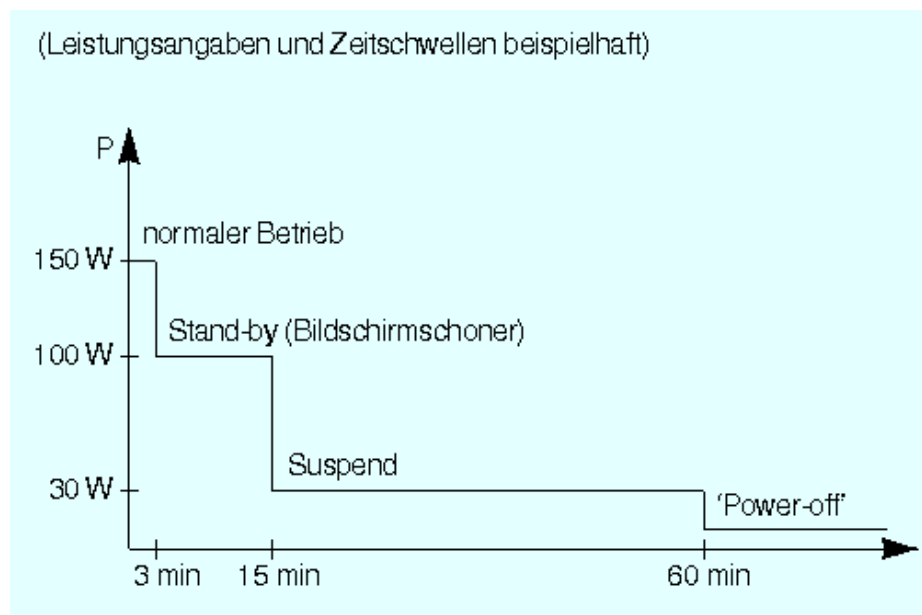 (Leistungsangaben und Zeitschwellen beispielhaft)
P
normaler Betrieb
150 W
Stand-by (Bildschirmschoner)
100 W
Suspend
30 W
'Power-off'
3 min
15 min
60 min